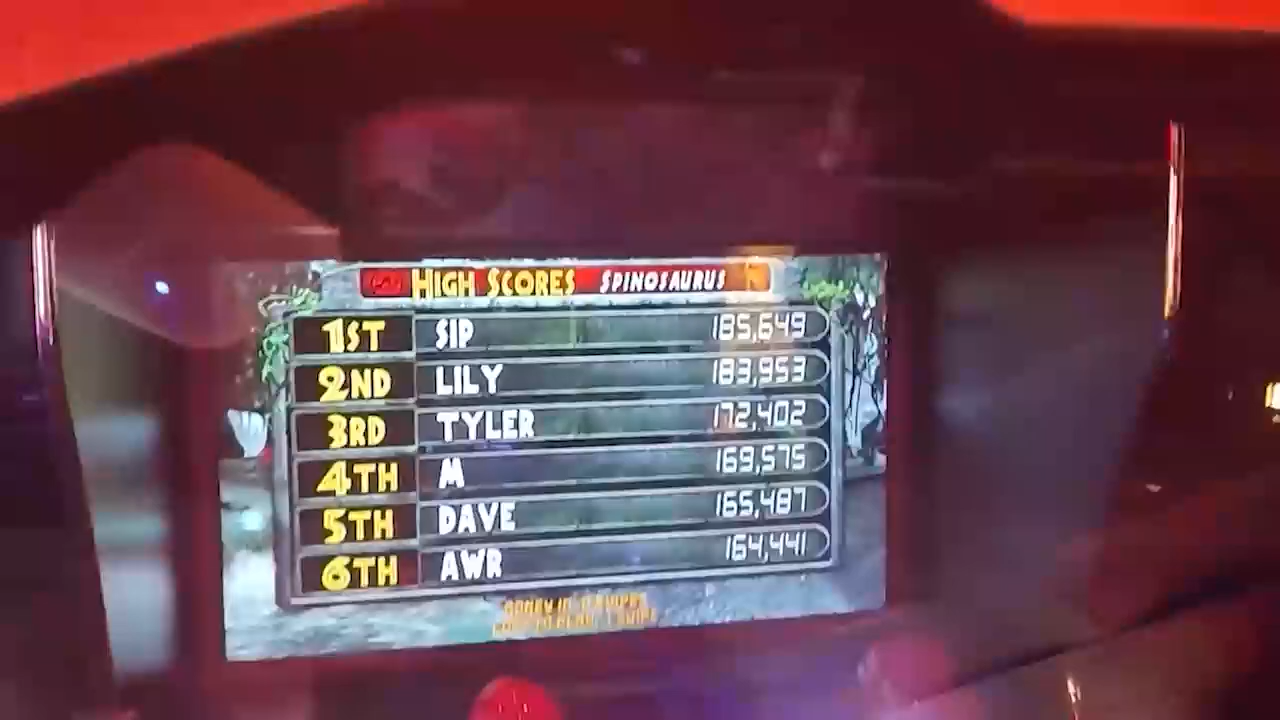 HIGH SCORES SPINOSAURUS
1ST SIP 185,649
2ND LILY 183,953
3RD TYLER 172,402
4TH M 169,575
5TH DAVE 165,487
6TH AWR 164,441